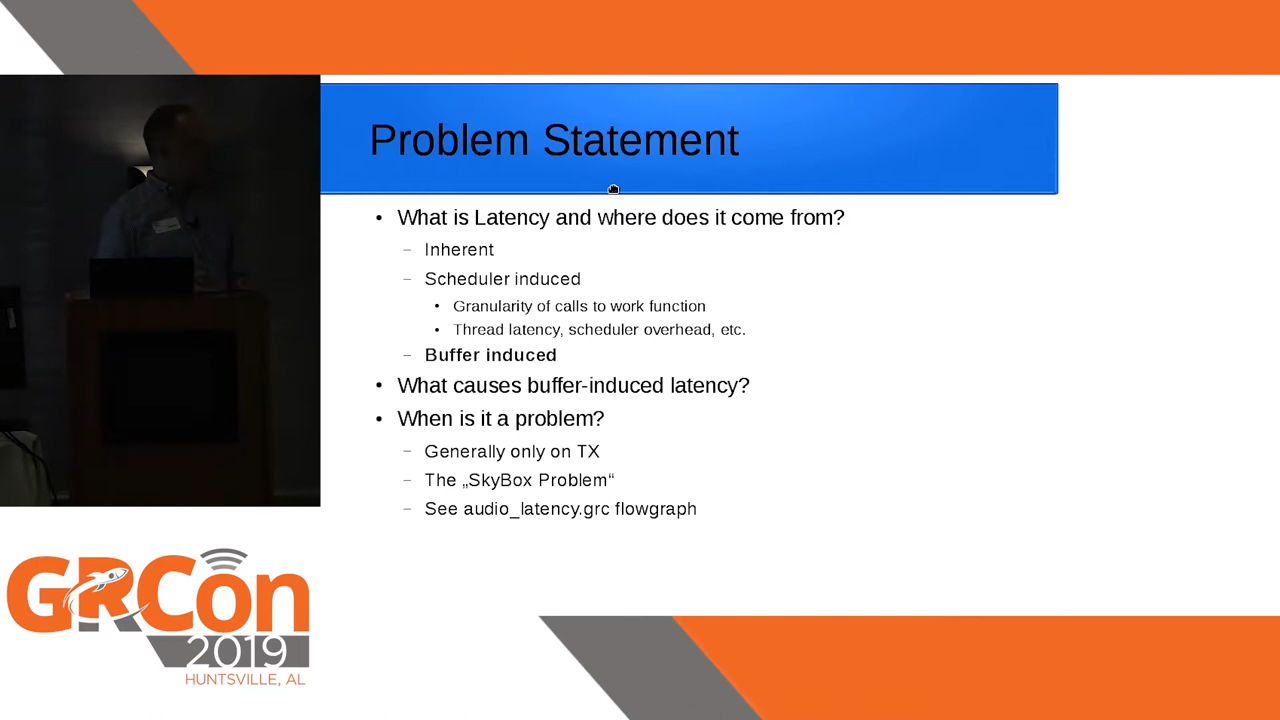 Problem Statement
• What is Latency and where does it come from?
– Inherent
– Scheduler induced
• Granularity of calls to work function
• Thread latency, scheduler overhead, etc.
– Buffer induced
• What causes buffer-induced latency?
• When is it a problem?
– Generally only on TX
– The „SkyBox Problem“
– See audio_latency.grc flowgraph
GRCon
2019
HUNTSVILLE, AL